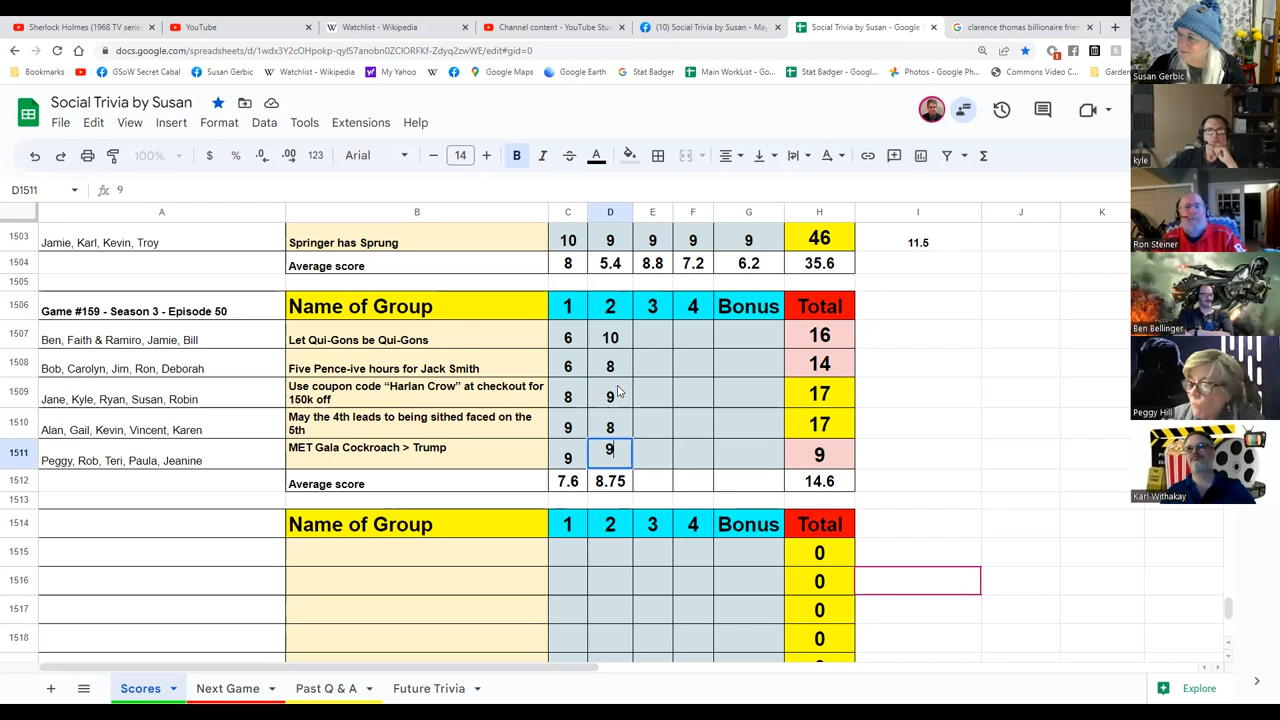 Sherlock Holmes (1968 TV serie
YouTube
Watchlist - Wikipedia
Channel content - YouTube Stud
(10) Social Trivia by Susan - Ma
Social Trivia by Susan - Google
clarence thomas billionaire frien
docs.google.com/spreadsheets/d/
Bookmarks
GSoW Secret Cabal
Susan Gerbic
Watchlist - Wikipedia
My Yahoo
Google Maps
Google Earth
Stat Badger
Main WorkList - Go...
Stat Badger - Googl...
Photos - Google Ph...
Commons Video C...
Garden
Social Trivia by Susan
File Edit View Insert Format Data Tools Extensions Help
100% $ % .0 .00 123 Arial 14 B I A
D1511 fx 9
A B C D E F G H I J K
1503 Jamie, Karl, Kevin, Troy Springer has Sprung 10 9 9 9 9 46 11.5
1504 Average score 8 5.4 8.8 7.2 6.2 35.6
1505
1506 Game #159 - Season 3 - Episode 50 Name of Group 1 2 3 4 Bonus Total
1507 Ben, Faith & Ramiro, Jamie, Bill Let Qui-Gons be Qui-Gons 6 10 16
1508 Bob, Carolyn, Jim, Ron, Deborah Five Pence-ive hours for Jack Smith 6 8 14
1509 Jane, Kyle, Ryan, Susan, Robin Use coupon code “Harlan Crow” at checkout for
150k off 8 9 17
1510 Alan, Gail, Kevin, Vincent, Karen May the 4th leads to being sithed faced on the
5th 9 8 17
1511 Peggy, Rob, Teri, Paula, Jeanine MET Gala Cockroach > Trump 9 9 9
1512 Average score 7.6 8.75 14.6
1513
1514 Name of Group 1 2 3 4 Bonus Total
1515 0
1516 0
1517 0
1518 0
Scores Next Game Past Q & A Future Trivia
Explore
Susan Gerbic
kyle
Ron Steiner
Ben Bellinger
Peggy Hill
Karl Withakay